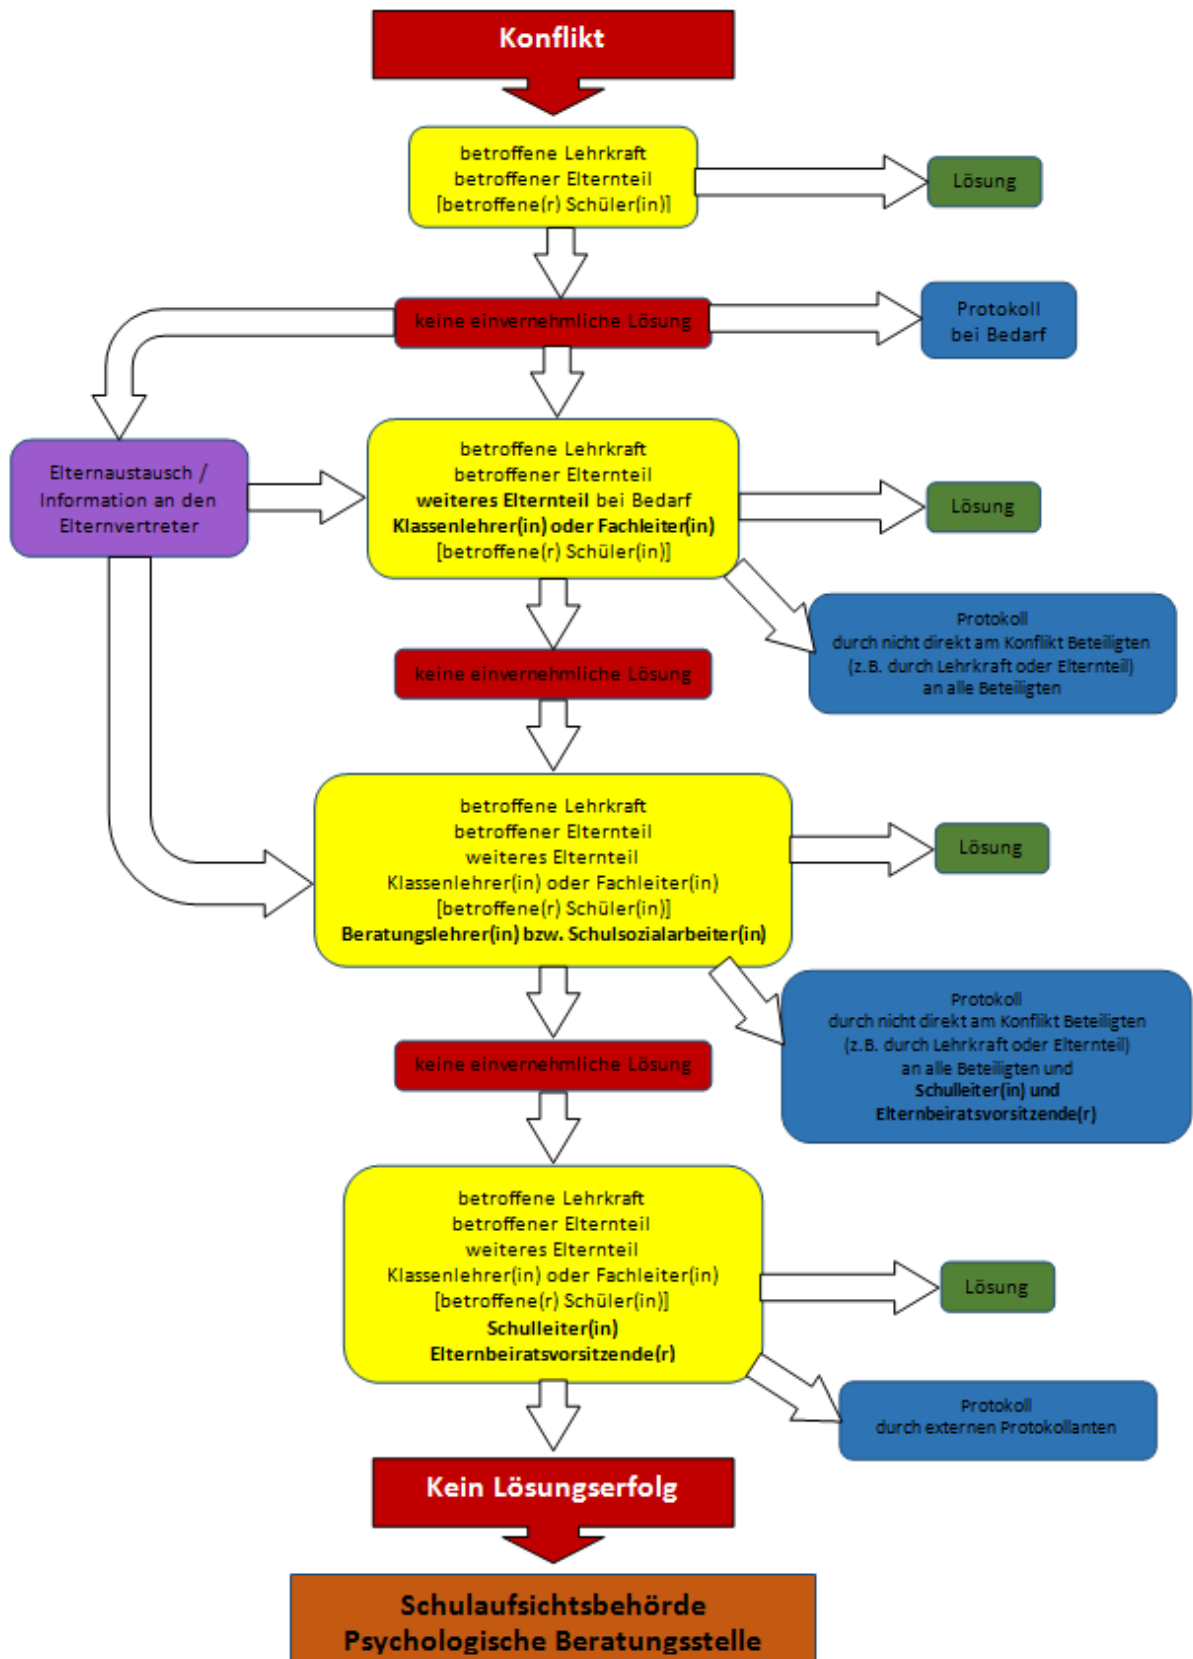 Konflikt
betroffene Lehrkraft
betroffener Elternteil
[betroffene(r) Schüler(in)]
Lösung
keine einvernehmliche Lösung
Protokoll
bei Bedarf
Elternaustausch /
Information an den
Elternvertreter
betroffene Lehrkraft
betroffener Elternteil
weiteres Elternteil bei Bedarf
Klassenlehrer(in) oder Fachleiter(in)
[betroffene(r) Schüler(in)]
Lösung
Protokoll
durch nicht direkt am Konflikt Beteiligten
(z.B. durch Lehrkraft oder Elternteil)
an alle Beteiligten
keine einvernehmliche Lösung
betroffene Lehrkraft
betroffener Elternteil
weiteres Elternteil
Klassenlehrer(in) oder Fachleiter(in)
[betroffene(r) Schüler(in)]
Beratungslehrer(in) bzw. Schulsozialarbeiter(in)
Lösung
Protokoll
durch nicht direkt am Konflikt Beteiligten
(z.B. durch Lehrkraft oder Elternteil)
an alle Beteiligten und
Schulleiter(in) und
Elternbeiratsvorsitzende(r)
keine einvernehmliche Lösung
betroffene Lehrkraft
betroffener Elternteil
weiteres Elternteil
Klassenlehrer(in) oder Fachleiter(in)
[betroffene(r) Schüler(in)]
Schulleiter(in)
Elternbeiratsvorsitzende(r)
Lösung
Protokoll
durch externen Protokollanten
Kein Lösungserfolg
Schulaufsichtsbehörde
Psychologische Beratungsstelle